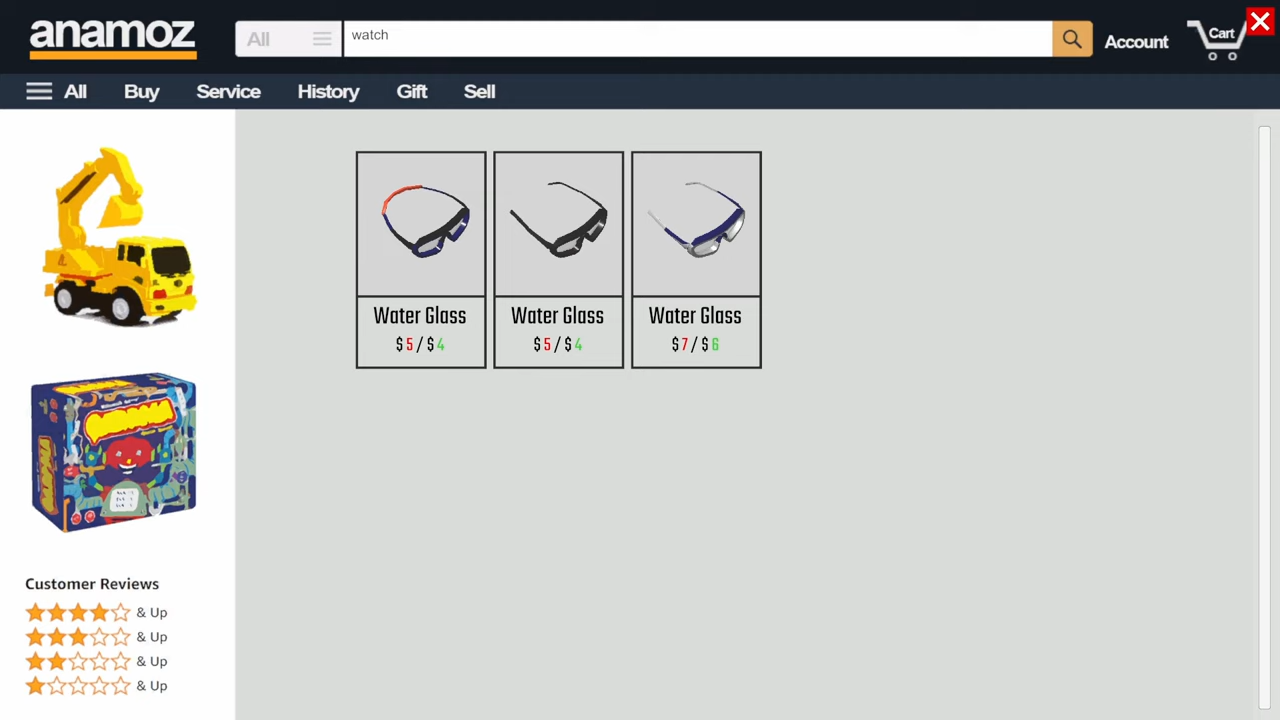 anamoz
All
watch
Account
Cart
All
Buy
Service
History
Gift
Sell
Water Glass
$ 5 / $ 4
Water Glass
$ 5 / $ 4
Water Glass
$ 7 / $ 6
Customer Reviews
& Up
& Up
& Up
& Up